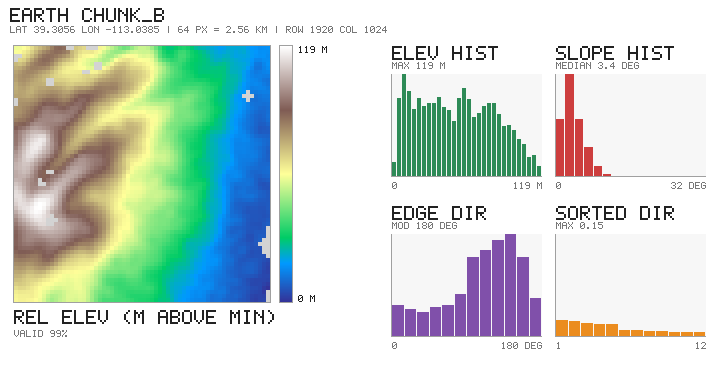 EARTH CHUNK_B
LAT 39.3056 LON -113.0385 | 64 PX = 2.56 KM | ROW 1920 COL 1024
119 M
0 M
REL ELEV (M ABOVE MIN)
VALID 99%
ELEV HIST
MAX 119 M
0 119 M
SLOPE HIST
MEDIAN 3.4 DEG
0 32 DEG
EDGE DIR
MOD 180 DEG
0 180 DEG
SORTED DIR
MAX 0.15
1 12